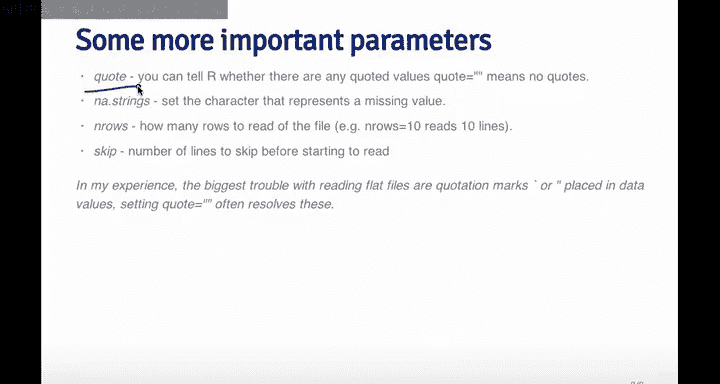 Some more important parameters
· quote - you can tell R whether there are any quoted values quote="" means no quotes.
· na.strings - set the character that represents a missing value.
· nrows - how many rows to read of the file (e.g. nrows=10 reads 10 lines).
· skip - number of lines to skip before starting to read
In my experience, the biggest trouble with reading flat files are quotation marks ` or " placed in data
values, setting quote="" often resolves these.